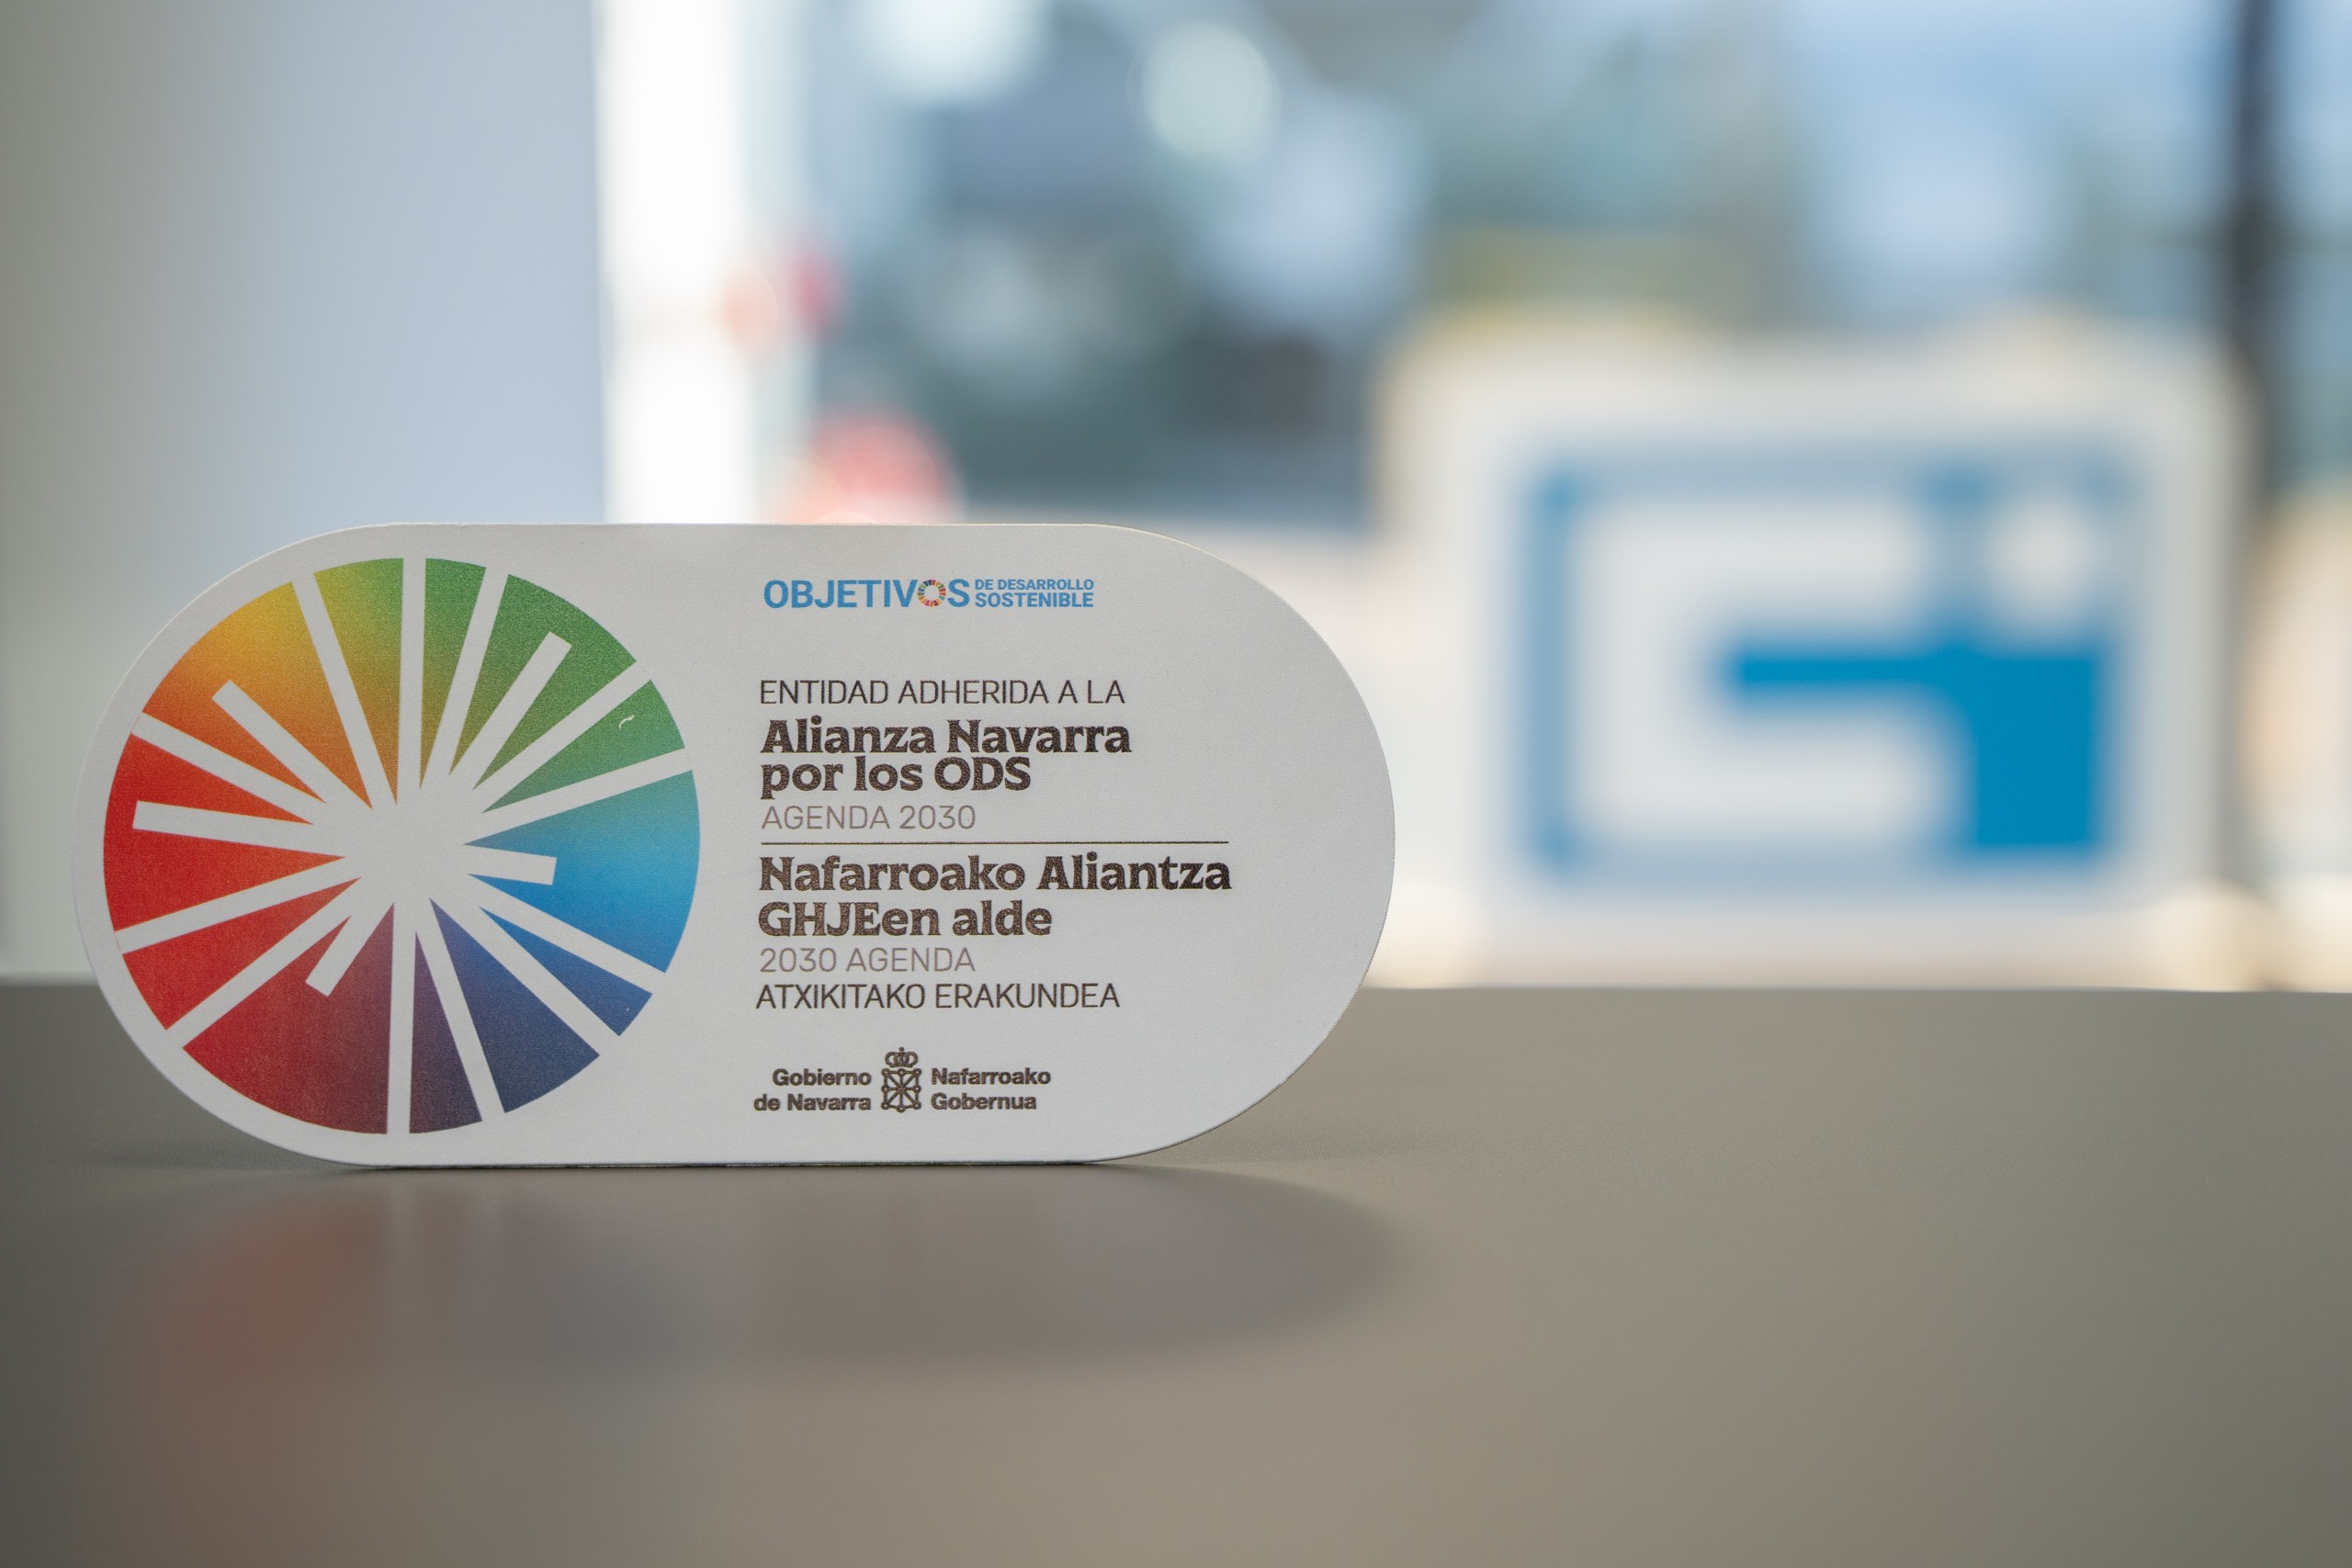 OBJETIVOS DE DESARROLLO SOSTENIBLE
ENTIDAD ADHERIDA A LA
Alianza Navarra
por los ODS
AGENDA 2030
Nafarroako Aliantza
GHJEen alde
2030 AGENDA
ATXIKITAKO ERAKUNDEA
Gobierno de Navarra
Nafarroako Gobernua